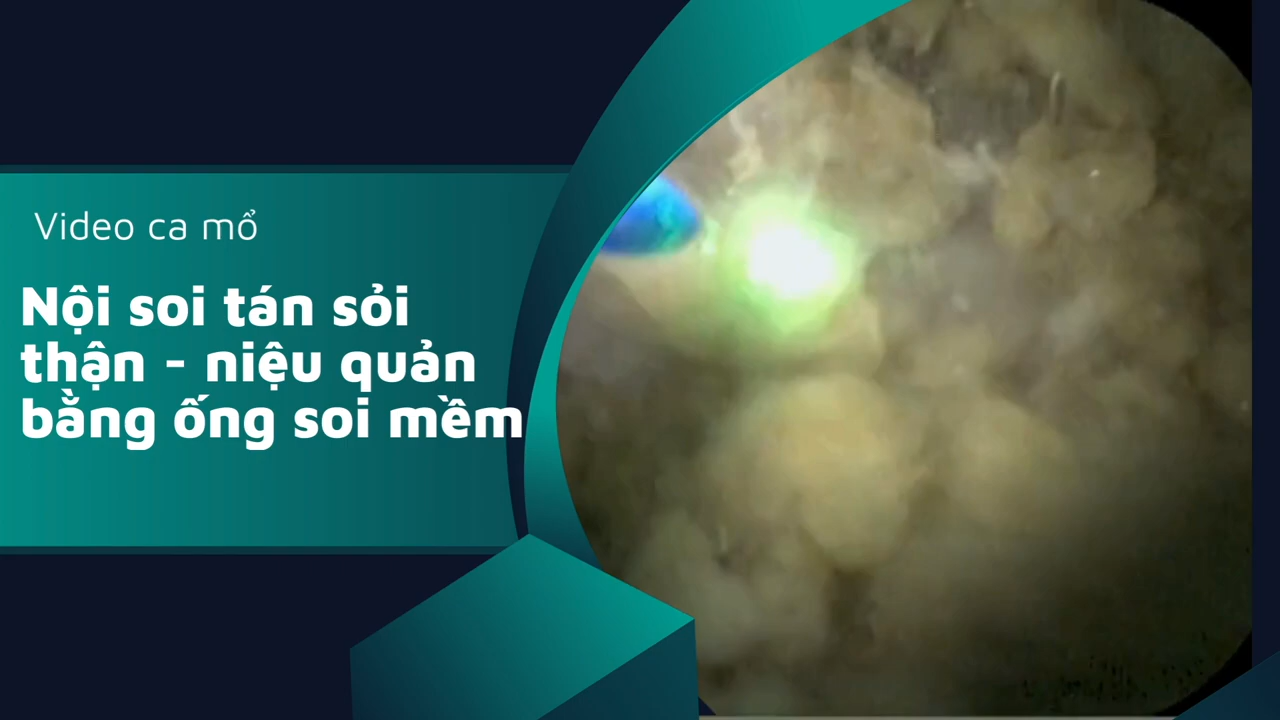 Video ca mổ
Nội soi tán sỏi
thận - niệu quản
bằng ống soi mềm